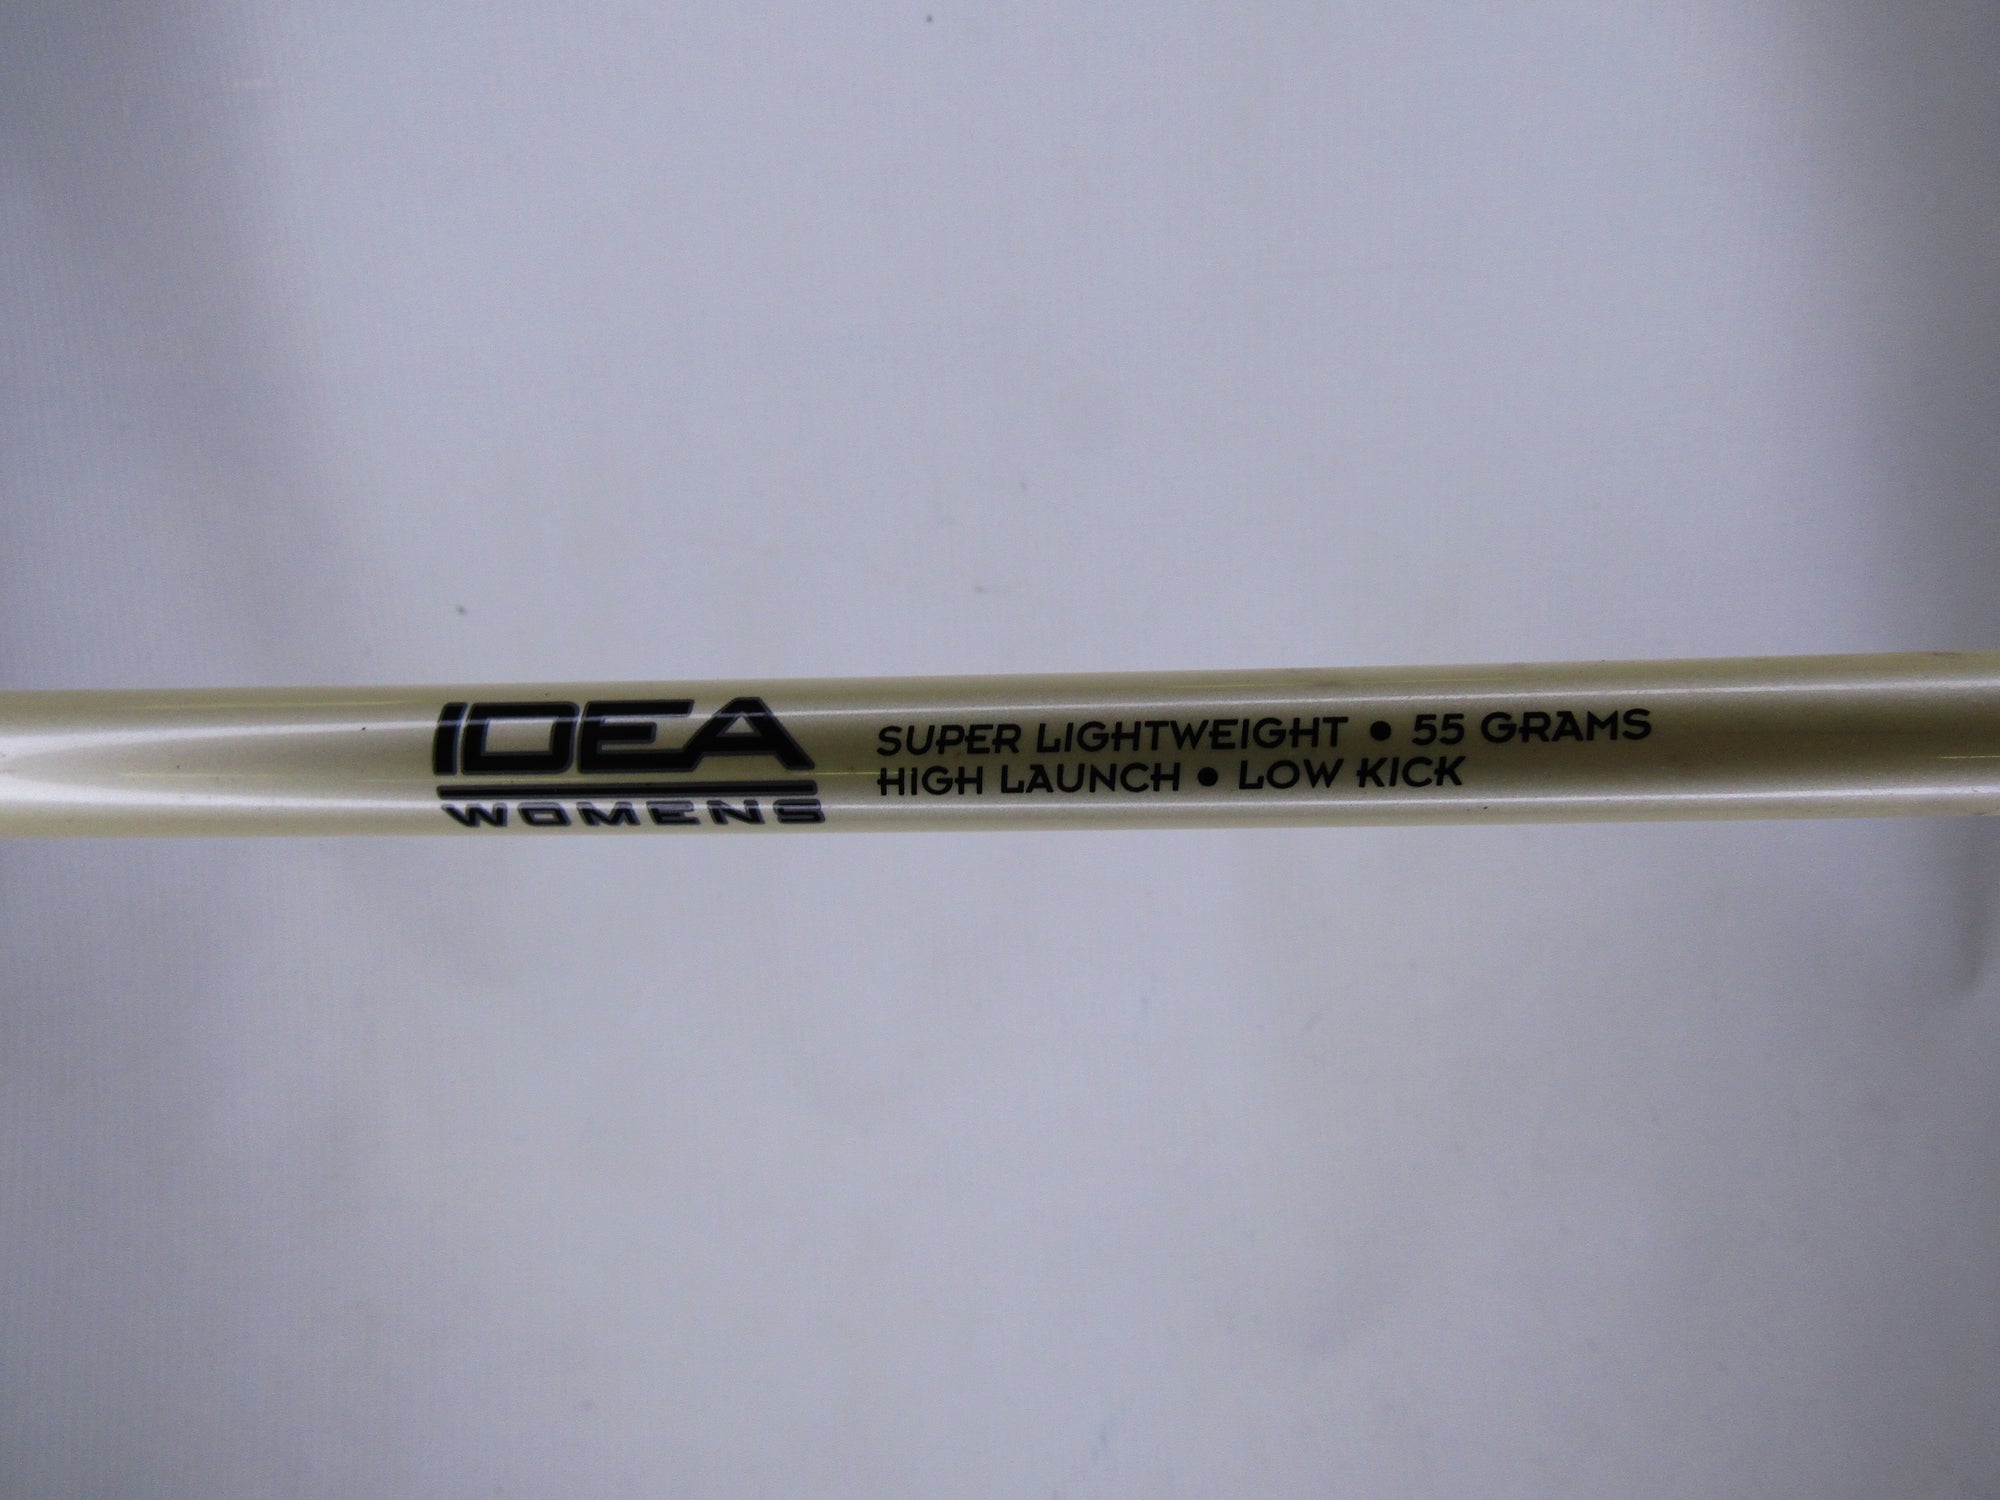 IDEA
WOMENS
SUPER LIGHTWEIGHT • 55 GRAMS
HIGH LAUNCH • LOW KICK